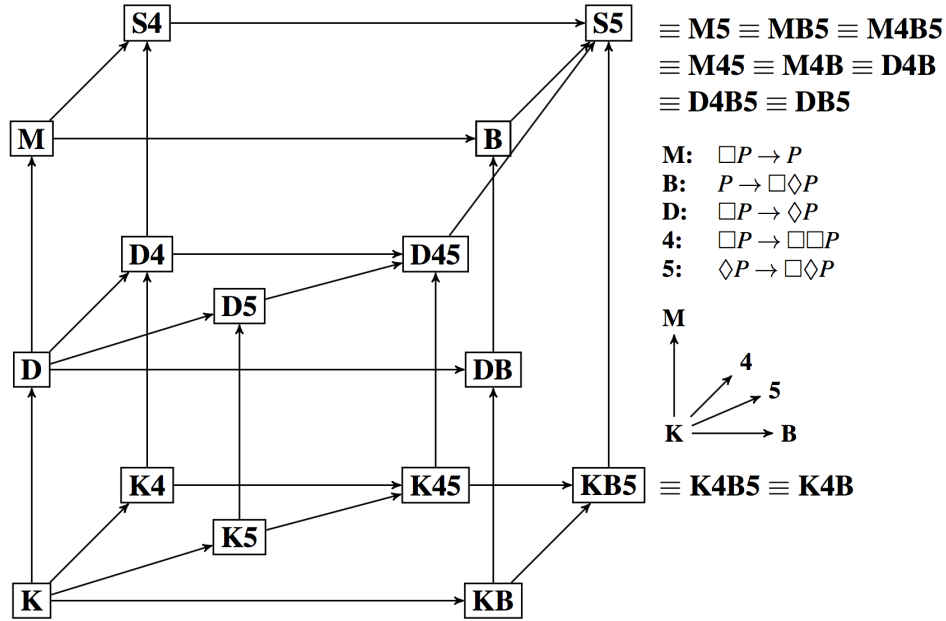 S4 S5 ≡ M5 ≡ MB5 ≡ M4B5
≡ M45 ≡ M4B ≡ D4B
≡ D4B5 ≡ DB5
M B
M: □P → P
B: P → □◊P
D: □P → ◊P
4: □P → □□P
5: ◊P → □◊P
D4 D45
D5
M
D DB
4
5
K B
K4 K45 KB5 ≡ K4B5 ≡ K4B
K5
K KB